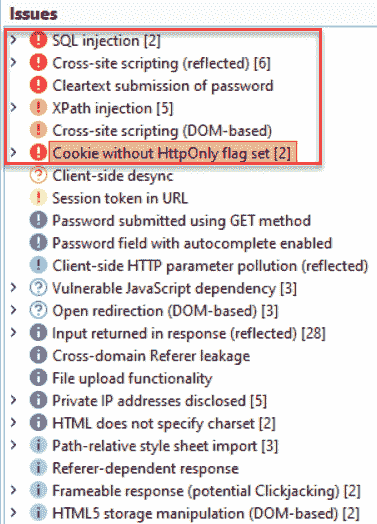 Issues
SQL injection [2]
Cross-site scripting (reflected) [6]
Cleartext submission of password
XPath injection [5]
Cross-site scripting (DOM-based)
Cookie without HttpOnly flag set [2]
Client-side desync
Session token in URL
Password submitted using GET method
Password field with autocomplete enabled
Client-side HTTP parameter pollution (reflected)
Vulnerable JavaScript dependency [3]
Open redirection (DOM-based) [3]
Input returned in response (reflected) [28]
Cross-domain Referer leakage
File upload functionality
Private IP addresses disclosed [5]
HTML does not specify charset [2]
Path-relative style sheet import [3]
Referer-dependent response
Frameable response (potential Clickjacking) [2]
HTML5 storage manipulation (DOM-based) [2]